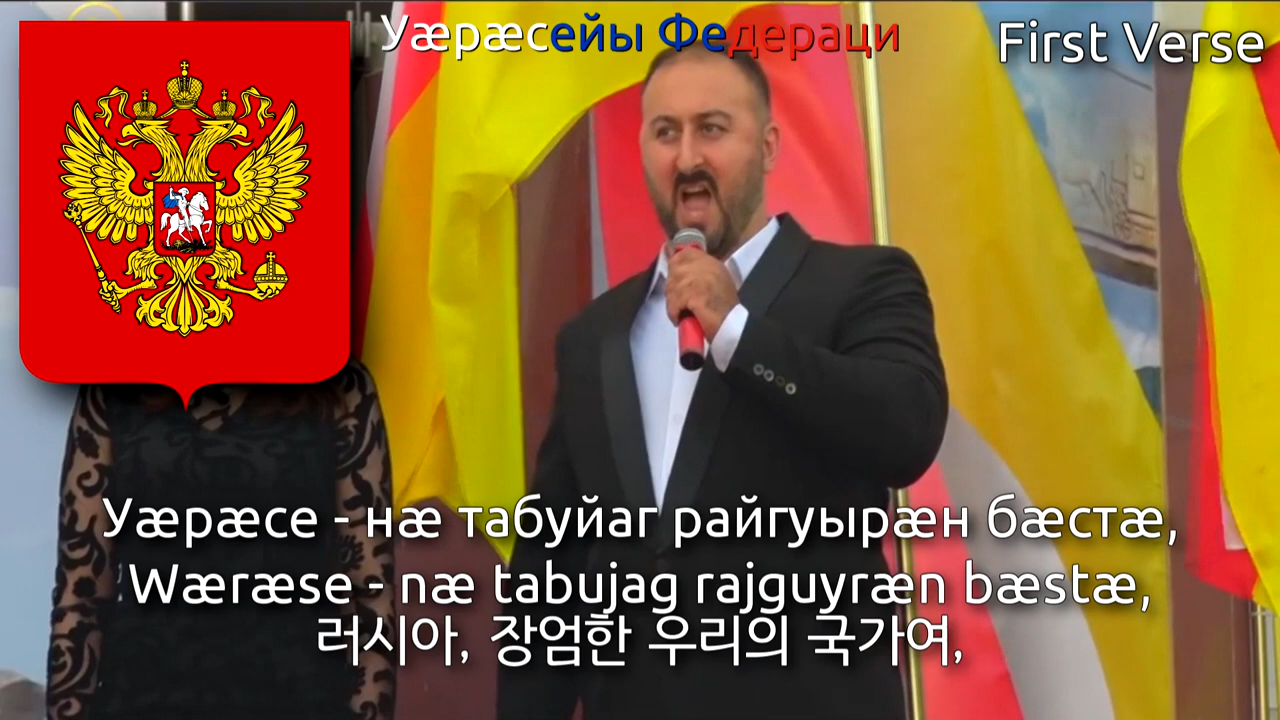 Уæрæсейы Федераци
First Verse
Уæрæсе - нæ табуйаг райгуырæн бæстæ,
Wæræse - næ tabujag rajguyræn bæstæ,
러시아, 장엄한 우리의 국가여,